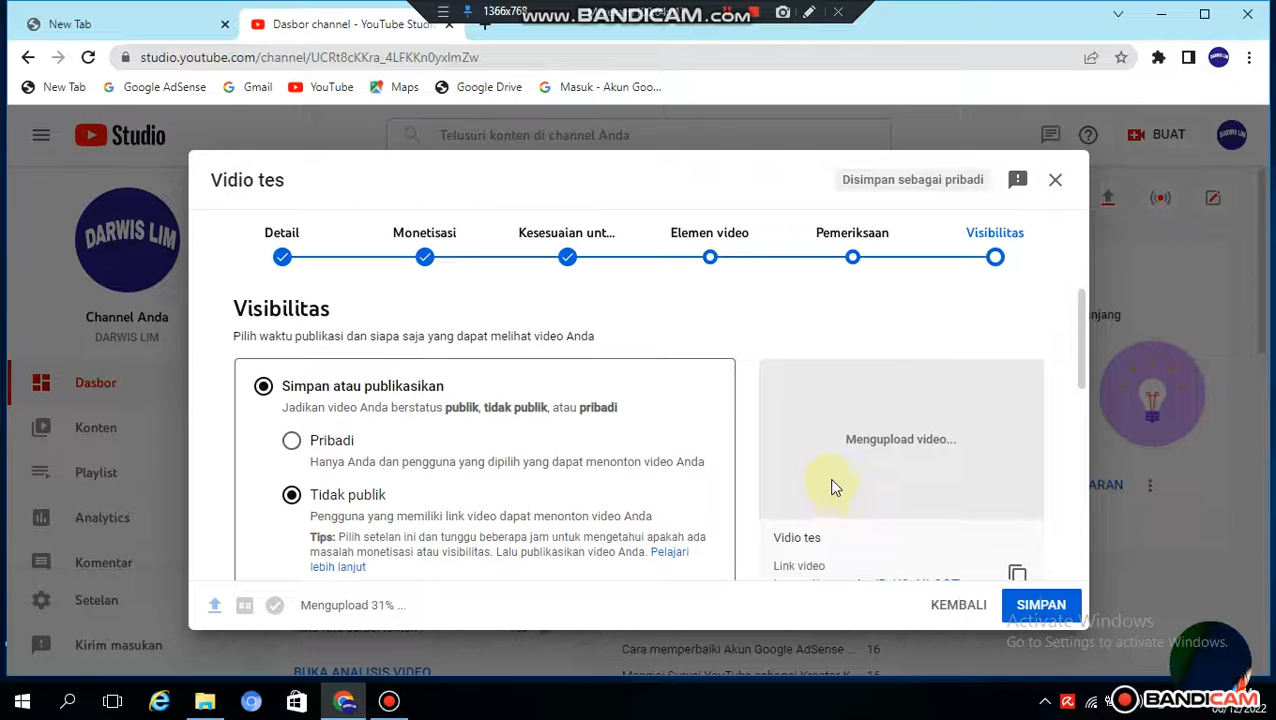 1366x768
www.BANDICAM.com
New Tab
Dasbor channel - YouTube Studi
studio.youtube.com/channel/UCRt8cKKra_4LFKKn0yxlmZw
New Tab
Google AdSense
Gmail
YouTube
Maps
Google Drive
Masuk - Akun Goo...
Studio
Telusuri konten di channel Anda
BUAT
DARWIS LIM
DARWIS LIM
Channel Anda
DARWIS LIM
Dasbor
Konten
Playlist
Analytics
Komentar
Setelan
Kirim masukan
Vidio tes
Disimpan sebagai pribadi
Detail
Monetisasi
Kesesuaian unt...
Elemen video
Pemeriksaan
Visibilitas
Visibilitas
Pilih waktu publikasi dan siapa saja yang dapat melihat video Anda
Simpan atau publikasikan
Jadikan video Anda berstatus publik, tidak publik, atau pribadi
Pribadi
Hanya Anda dan pengguna yang dipilih yang dapat menonton video Anda
Tidak publik
Pengguna yang memiliki link video dapat menonton video Anda
Tips: Pilih setelan ini dan tunggu beberapa jam untuk mengetahui apakah ada
masalah monetisasi atau visibilitas. Lalu publikasikan video Anda. Pelajari
lebih lanjut
Mengupload video...
Vidio tes
Link video
Mengupload 31% ...
KEMBALI
SIMPAN
Activate Windows
Go to Settings to activate Windows.
BUKA ANALISIS VIDEO
Cara memperbaiki Akun Google AdSense ...
16
16
BANDICAM